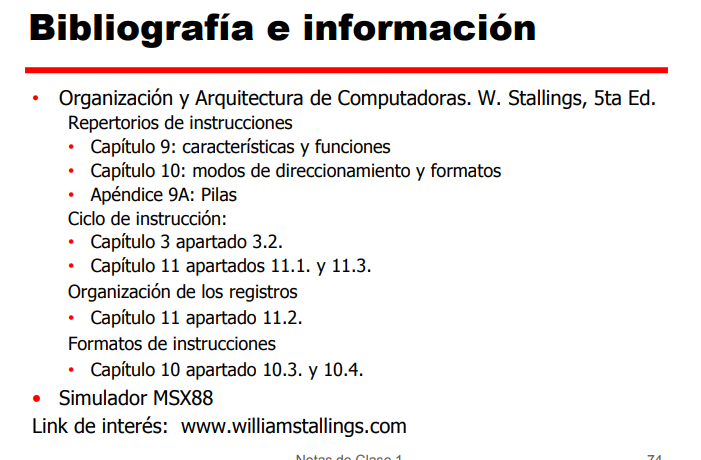 Bibliografía e información
• Organización y Arquitectura de Computadoras. W. Stallings, 5ta Ed.
Repertorios de instrucciones
• Capítulo 9: características y funciones
• Capítulo 10: modos de direccionamiento y formatos
• Apéndice 9A: Pilas
Ciclo de instrucción:
• Capítulo 3 apartado 3.2.
• Capítulo 11 apartados 11.1. y 11.3.
Organización de los registros
• Capítulo 11 apartado 11.2.
Formatos de instrucciones
• Capítulo 10 apartado 10.3. y 10.4.
• Simulador MSX88
Link de interés: www.williamstallings.com
Notas de Clase 1 74